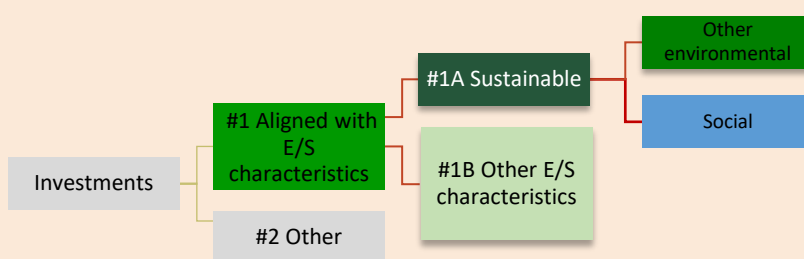 Investments
#1 Aligned with
E/S
characteristics
#2 Other
#1A Sustainable
#1B Other E/S
characteristics
Other
environmental
Social